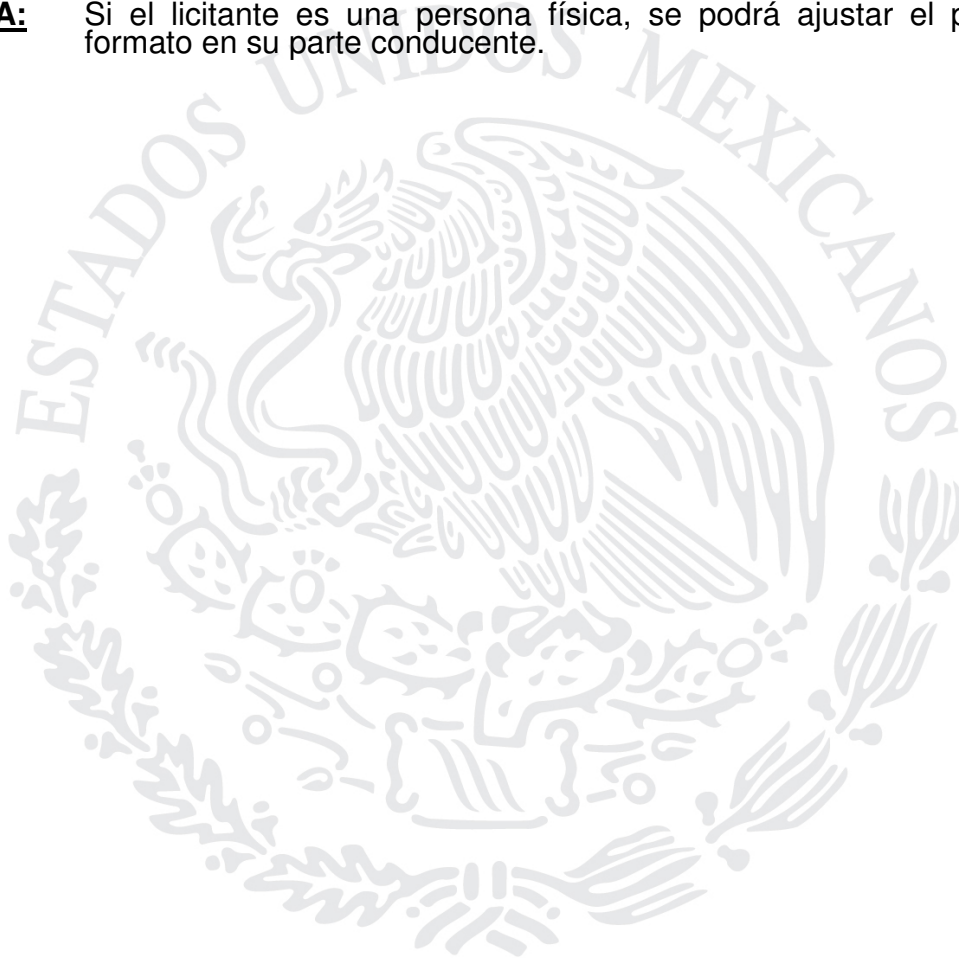 A: Si el licitante es una persona física, se podrá ajustar el p
formato en su parte conducente.
ESTADOS UNIDOS MEXICANOS